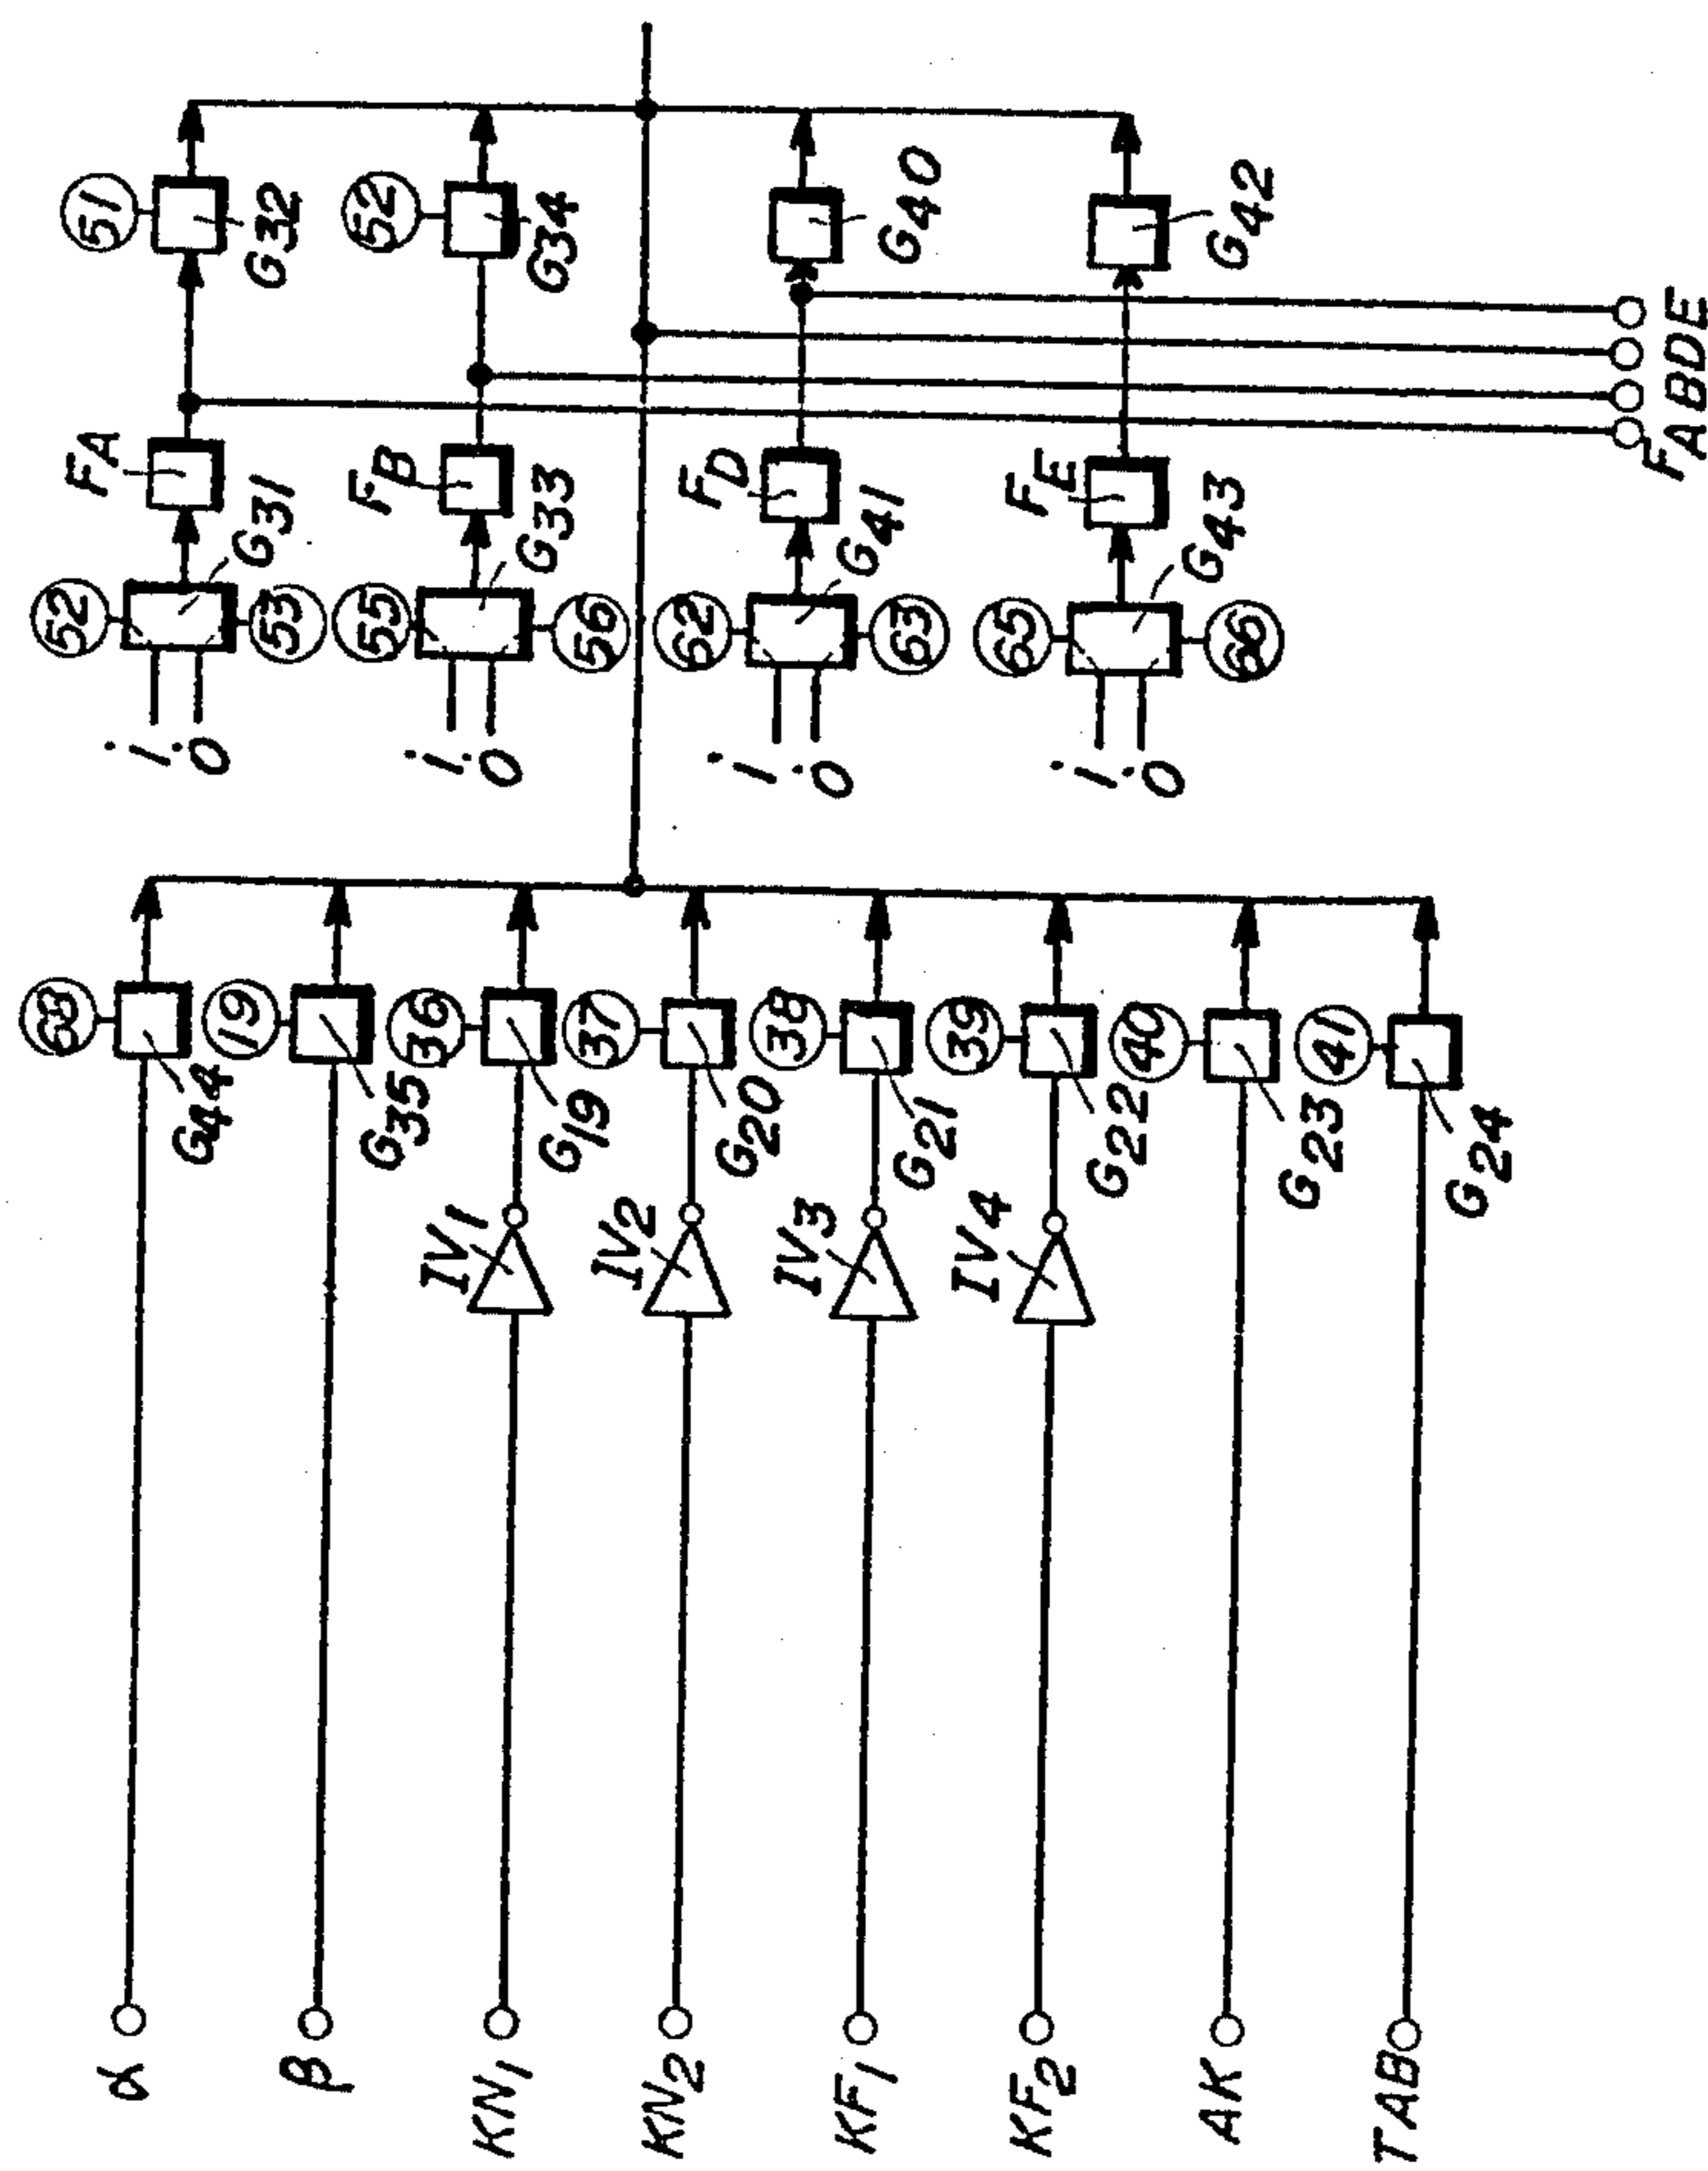 α
β
KN1
KN2
KF1
KF2
AK
TAB
IV1
IV2
IV3
IV4
G44
19
G35
36
G19
37
G20
38
G21
39
G22
40
G23
41
G24
1
0
1
0
1
0
1
0
52
53
G31
55
56
G33
62
63
G41
65
66
G43
FA
FB
FD
FE
51
G32
52
G34
G40
G42
FABDE